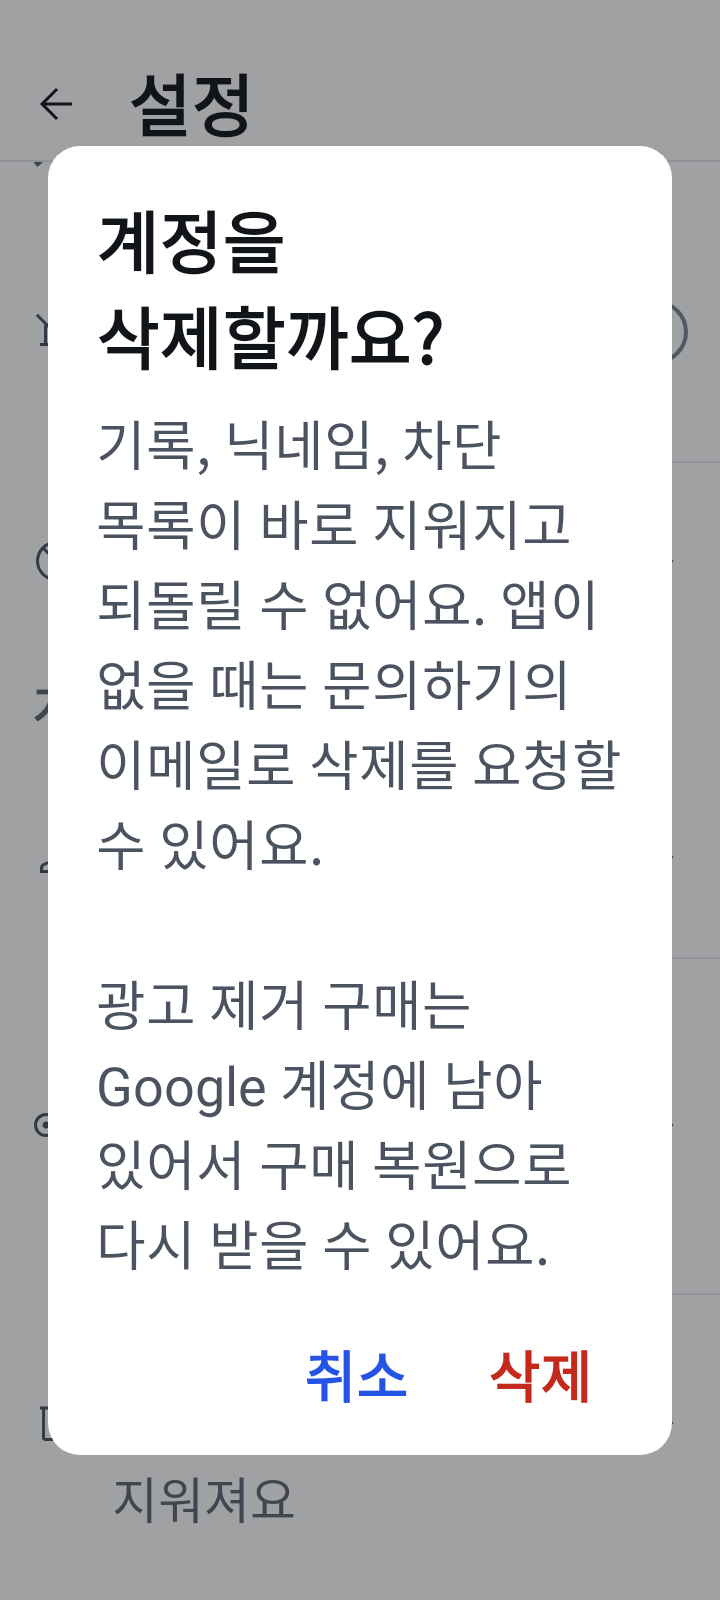 설정
계정을
삭제할까요?
기록, 닉네임, 차단
목록이 바로 지워지고
되돌릴 수 없어요. 앱이
없을 때는 문의하기의
이메일로 삭제를 요청할
수 있어요.
광고 제거 구매는
Google 계정에 남아
있어서 구매 복원으로
다시 받을 수 있어요.
취소 삭제
지워져요